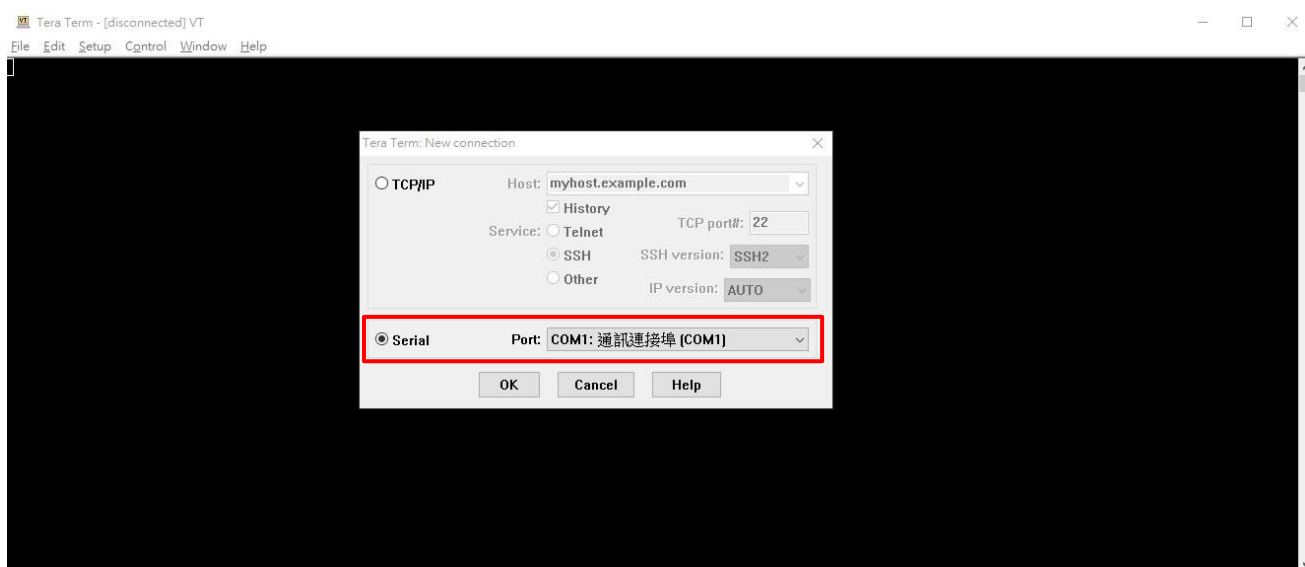 VT Tera Term - [disconnected] VT
File Edit Setup Control Window Help
Tera Term: New connection
TCP/IP Host: myhost.example.com
History
Service: Telnet TCP port#: 22
SSH SSH version: SSH2
Other IP version: AUTO
Serial Port: COM1: 通訊連接埠 (COM1)
OK Cancel Help